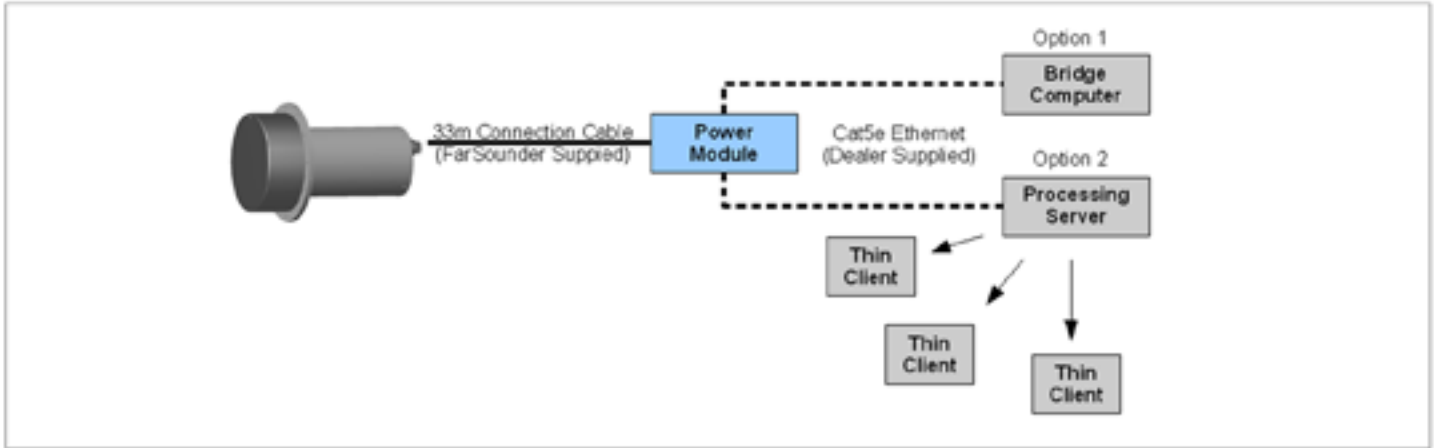 33m Connection Cable
(FarSounder Suppied)
Power
Module
Cat5e Ethernet
(Dealer Supplied)
Option 1
Bridge
Computer
Option 2
Processing
Server
Thin
Client
Thin
Client
Thin
Client